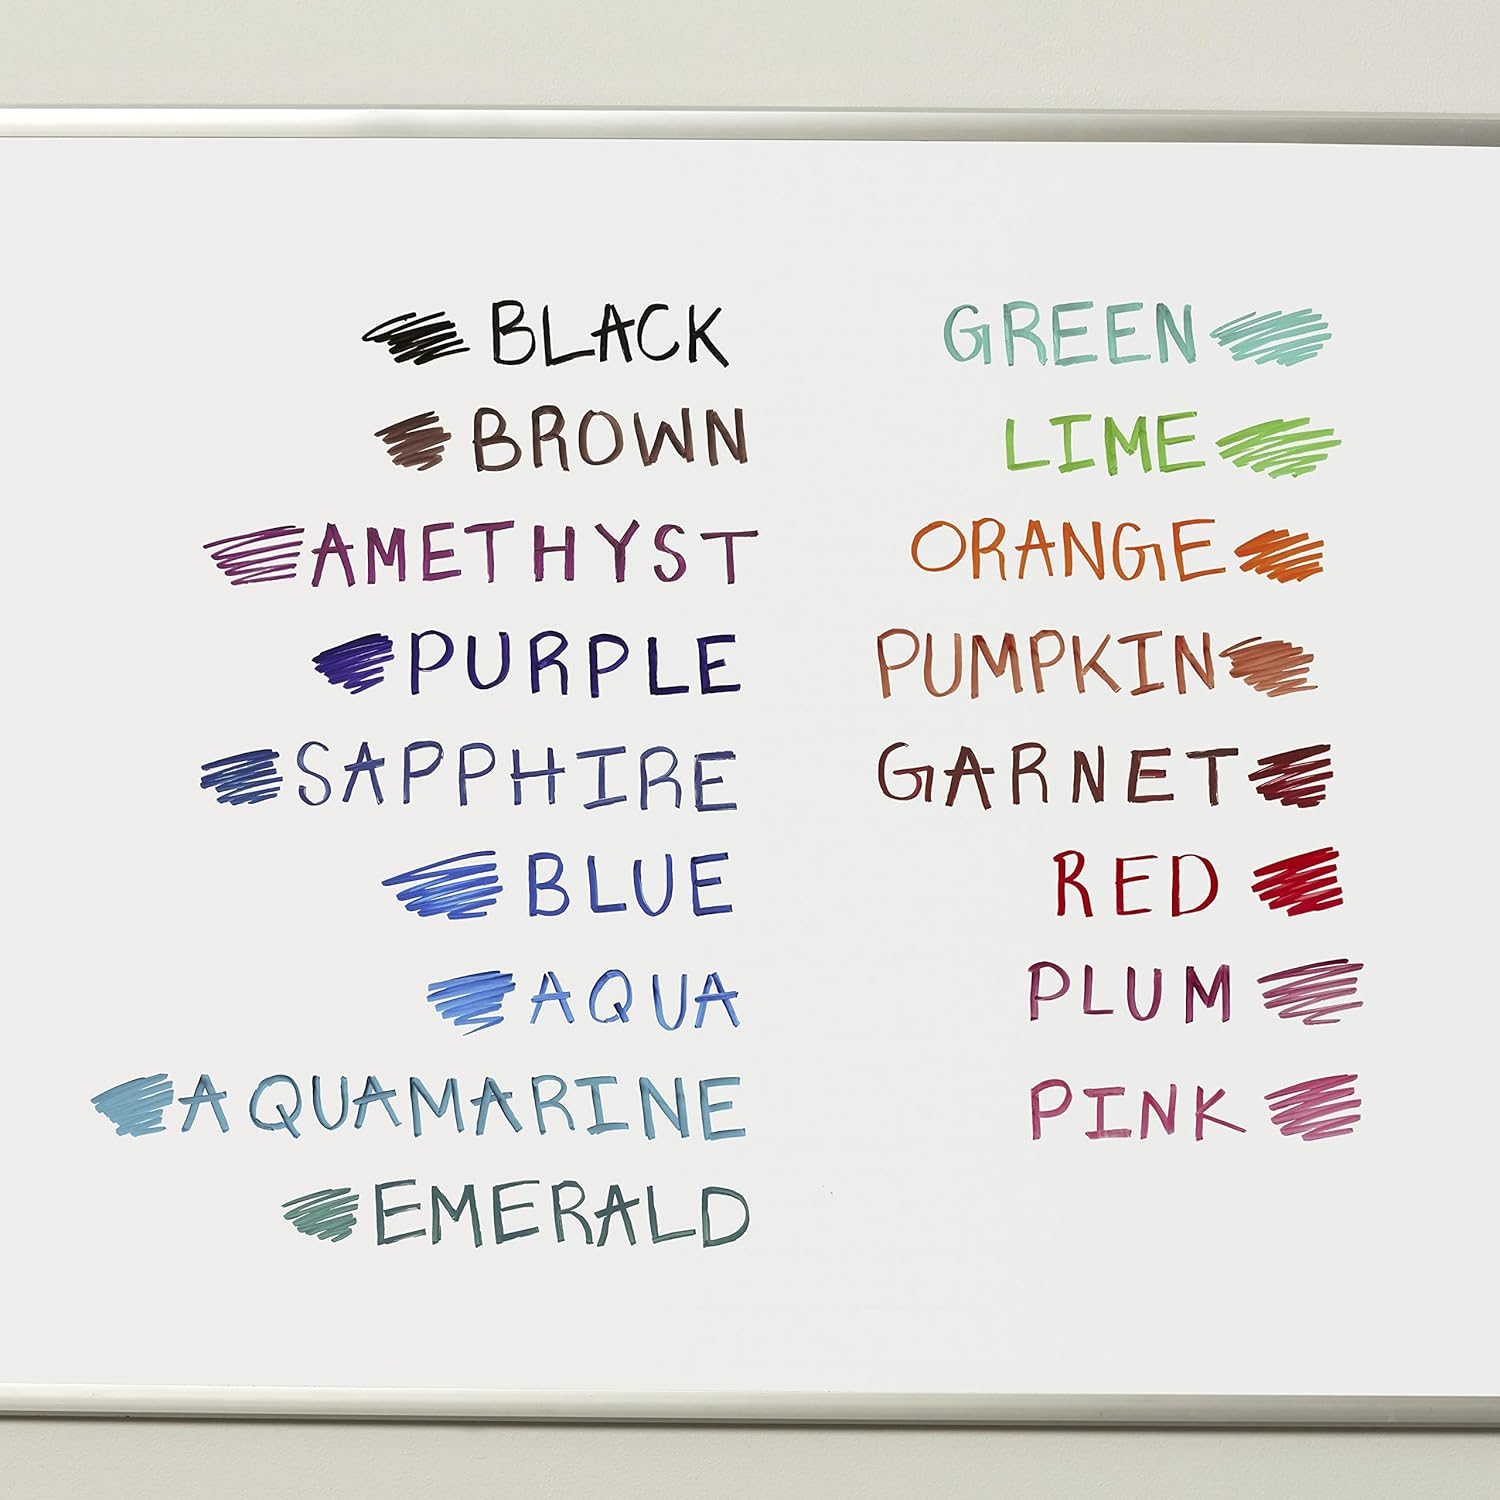 BLACK
BROWN
AMETHYST
PURPLE
SAPPHIRE
BLUE
AQUA
AQUAMARINE
EMERALD
GREEN
LIME
ORANGE
PUMPKIN
GARNET
RED
PLUM
PINK